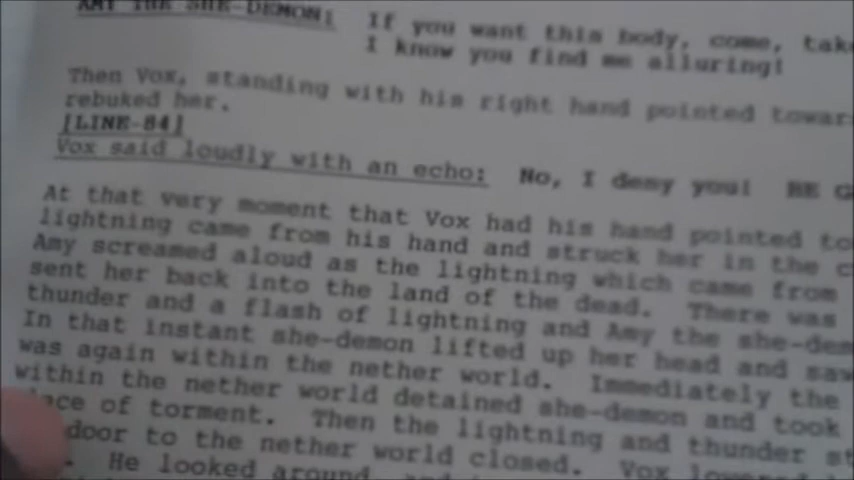 AMY THE SHE-DEMON: If you want this body, come, take
I know you find me alluring!
Then Vox, standing with his right hand pointed towar
rebuked her.
[LINE-84]
Vox said loudly with an echo: No, I deny you! BE G
At that very moment that Vox had his hand pointed to
lightning came from his hand and struck her in the c
Amy screamed aloud as the lightning which came from
sent her back into the land of the dead. There was
thunder and a flash of lightning and Amy the she-dem
In that instant she-demon lifted up her head and saw
was again within the nether world. Immediately the
within the nether world detained she-demon and took
place of torment. Then the lightning and thunder st
door to the nether world closed. Vox lowered
He looked around, and